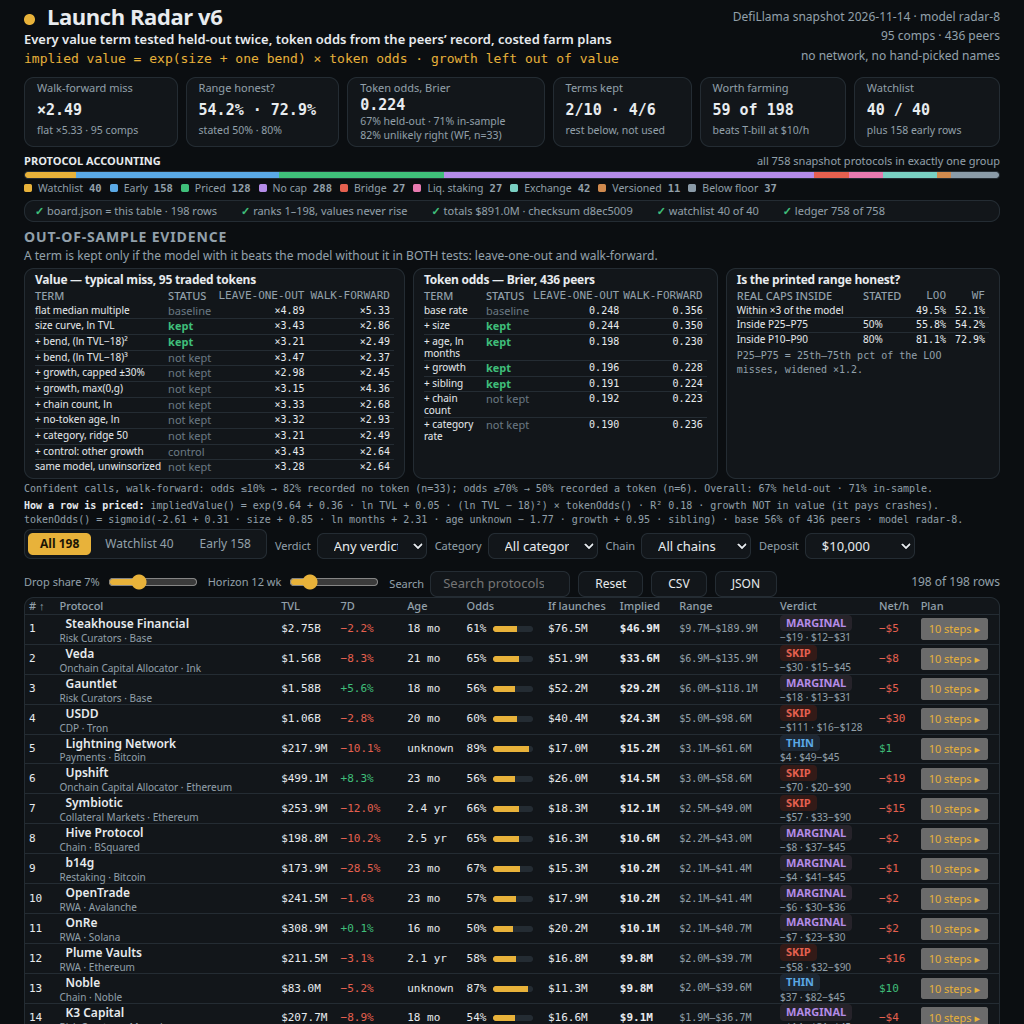 Launch Radar v6
Every value term tested held-out twice, token odds from the peers’ record, costed farm plans
implied value = exp(size + one bend) × token odds · growth left out of value
DefiLlama snapshot 2026-11-14 · model radar-8
95 comps · 436 peers
no network, no hand-picked names
Walk-forward miss
×2.49
flat ×5.33 · 95 comps
Range honest?
54.2% · 72.9%
stated 50% · 80%
Token odds, Brier
0.224
67% held-out · 71% in-sample
82% unlikely right (WF, n=33)
Terms kept
2/10 · 4/6
rest below, not used
Worth farming
59 of 198
beats T-bill at $10/h
Watchlist
40 / 40
plus 158 early rows
PROTOCOL ACCOUNTING all 758 snapshot protocols in exactly one group
Watchlist 40 Early 158 Priced 128 No cap 288 Bridge 27 Liq. staking 27 Exchange 42 Versioned 11 Below floor 37
✓ board.json = this table · 198 rows ✓ ranks 1–198, values never rise ✓ totals $891.0M · checksum d8ec5009 ✓ watchlist 40 of 40 ✓ ledger 758 of 758
OUT-OF-SAMPLE EVIDENCE
A term is kept only if the model with it beats the model without it in BOTH tests: leave-one-out and walk-forward.
Value — typical miss, 95 traded tokens
TERM STATUS LEAVE-ONE-OUT WALK-FORWARD
flat median multiple baseline ×4.89 ×5.33
size curve, ln TVL kept ×3.43 ×2.86
+ bend, (ln TVL−18)² kept ×3.21 ×2.49
+ bend, (ln TVL−18)³ not kept ×3.47 ×2.37
+ growth, capped ±30% not kept ×2.98 ×2.45
+ growth, max(0,g) not kept ×3.15 ×4.36
+ chain count, ln not kept ×3.33 ×2.68
+ no-token age, ln not kept ×3.32 ×2.93
+ category, ridge 50 not kept ×3.21 ×2.49
+ control: other growth control ×3.43 ×2.64
same model, unwinsorized not kept ×3.28 ×2.64
Token odds — Brier, 436 peers
TERM STATUS LEAVE-ONE-OUT WALK-FORWARD
base rate baseline 0.248 0.356
+ size kept 0.244 0.350
+ age, ln months kept 0.198 0.230
+ growth kept 0.196 0.228
+ sibling kept 0.191 0.224
+ chain count not kept 0.192 0.223
+ category rate not kept 0.190 0.236
Is the printed range honest?
REAL CAPS INSIDE STATED LOO WF
Within ×3 of the model 49.5% 52.1%
Inside P25–P75 50% 55.8% 54.2%
Inside P10–P90 80% 81.1% 72.9%
P25–P75 = 25th–75th pct of the LOO
misses, widened ×1.2.
Confident calls, walk-forward: odds ≤10% → 82% recorded no token (n=33); odds ≥70% → 50% recorded a token (n=6). Overall: 67% held-out · 71% in-sample.
How a row is priced: impliedValue() = exp(9.64 + 0.36 · ln TVL + 0.05 · (ln TVL − 18)²) × tokenOdds() · R² 0.18 · growth NOT in value (it pays crashes).
tokenOdds() = sigmoid(-2.61 + 0.31 · size + 0.85 · ln months + 2.31 · age unknown − 1.77 · growth + 0.95 · sibling) · base 56% of 436 peers · model radar-8.
All 198 Watchlist 40 Early 158 Verdict Any verdict Category All categor Chain All chains Deposit $10,000
Drop share 7% Horizon 12 wk Search Search protocols Reset CSV JSON 198 of 198 rows
# ↑ Protocol TVL 7D Age Odds If launches Implied Range Verdict Net/h Plan
1 Steakhouse Financial $2.75B −2.2% 18 mo 61% $76.5M $46.9M $9.7M–$189.9M MARGINAL −$5 10 steps ▸
Risk Curators · Base −$19 · $12–$31
2 Veda $1.56B −8.3% 21 mo 65% $51.9M $33.6M $6.9M–$135.9M SKIP −$8 10 steps ▸
Onchain Capital Allocator · Ink −$30 · $15–$45
3 Gauntlet $1.58B +5.6% 18 mo 56% $52.2M $29.2M $6.0M–$118.1M MARGINAL −$5 10 steps ▸
Risk Curators · Base −$18 · $13–$31
4 USDD $1.06B −2.8% 20 mo 60% $40.4M $24.3M $5.0M–$98.6M SKIP −$30 10 steps ▸
CDP · Tron −$111 · $16–$128
5 Lightning Network $217.9M −10.1% unknown 89% $17.0M $15.2M $3.1M–$61.6M THIN $1 10 steps ▸
Payments · Bitcoin $4 · $49–$45
6 Upshift $499.1M +8.3% 23 mo 56% $26.0M $14.5M $3.0M–$58.6M SKIP −$19 10 steps ▸
Onchain Capital Allocator · Ethereum −$70 · $20–$90
7 Symbiotic $253.9M −12.0% 2.4 yr 66% $18.3M $12.1M $2.5M–$49.0M SKIP −$15 10 steps ▸
Collateral Markets · Ethereum −$57 · $33–$90
8 Hive Protocol $198.8M −10.2% 2.5 yr 65% $16.3M $10.6M $2.2M–$43.0M MARGINAL −$2 10 steps ▸
Chain · BSquared −$8 · $37–$45
9 b14g $173.9M −28.5% 23 mo 67% $15.3M $10.2M $2.1M–$41.4M MARGINAL −$1 10 steps ▸
Restaking · Bitcoin −$4 · $41–$45
10 OpenTrade $241.5M −1.6% 23 mo 57% $17.9M $10.2M $2.1M–$41.4M MARGINAL −$2 10 steps ▸
RWA · Avalanche −$6 · $30–$36
11 OnRe $308.9M +0.1% 16 mo 50% $20.2M $10.1M $2.1M–$40.7M MARGINAL −$2 10 steps ▸
RWA · Solana −$7 · $23–$30
12 Plume Vaults $211.5M −3.1% 2.1 yr 58% $16.8M $9.8M $2.0M–$39.7M SKIP −$16 10 steps ▸
RWA · Ethereum −$58 · $32–$90
13 Noble $83.0M −5.2% unknown 87% $11.3M $9.8M $2.0M–$39.6M THIN $10 10 steps ▸
Chain · Noble $37 · $82–$45
14 K3 Capital $207.7M −8.9% 18 mo 54% $16.6M $9.1M $1.9M–$36.7M MARGINAL −$4 10 steps ▸